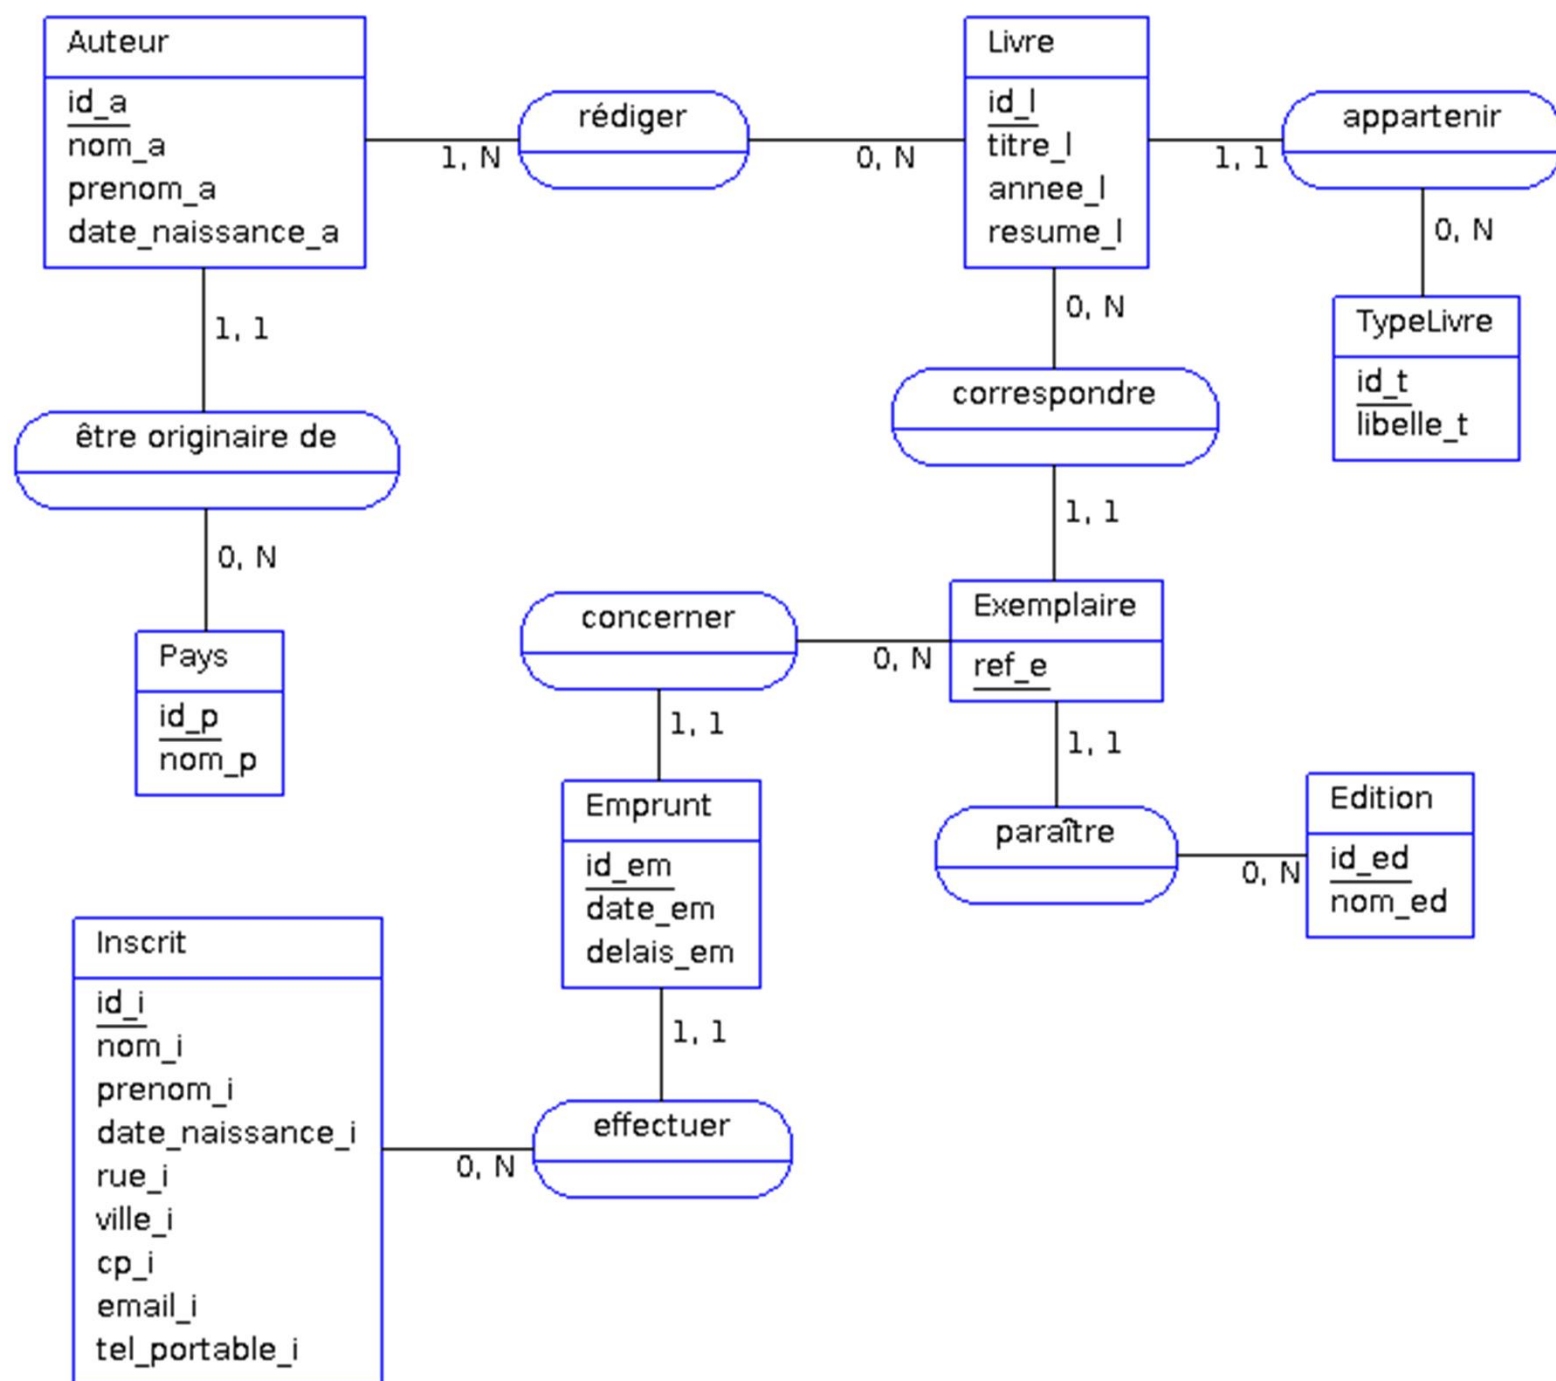 Auteur
id_a
nom_a
prenom_a
date_naissance_a
1, N
rédiger
0, N
Livre
id_l
titre_l
annee_l
resume_l
1, 1
appartenir
0, N
TypeLivre
id_t
libelle_t
1, 1
être originaire de
0, N
Pays
id_p
nom_p
0, N
correspondre
1, 1
Exemplaire
ref_e
0, N
concerner
1, 1
Emprunt
id_em
date_em
delais_em
1, 1
paraître
0, N
Edition
id_ed
nom_ed
1, 1
effectuer
0, N
Inscrit
id_i
nom_i
prenom_i
date_naissance_i
rue_i
ville_i
cp_i
email_i
tel_portable_i